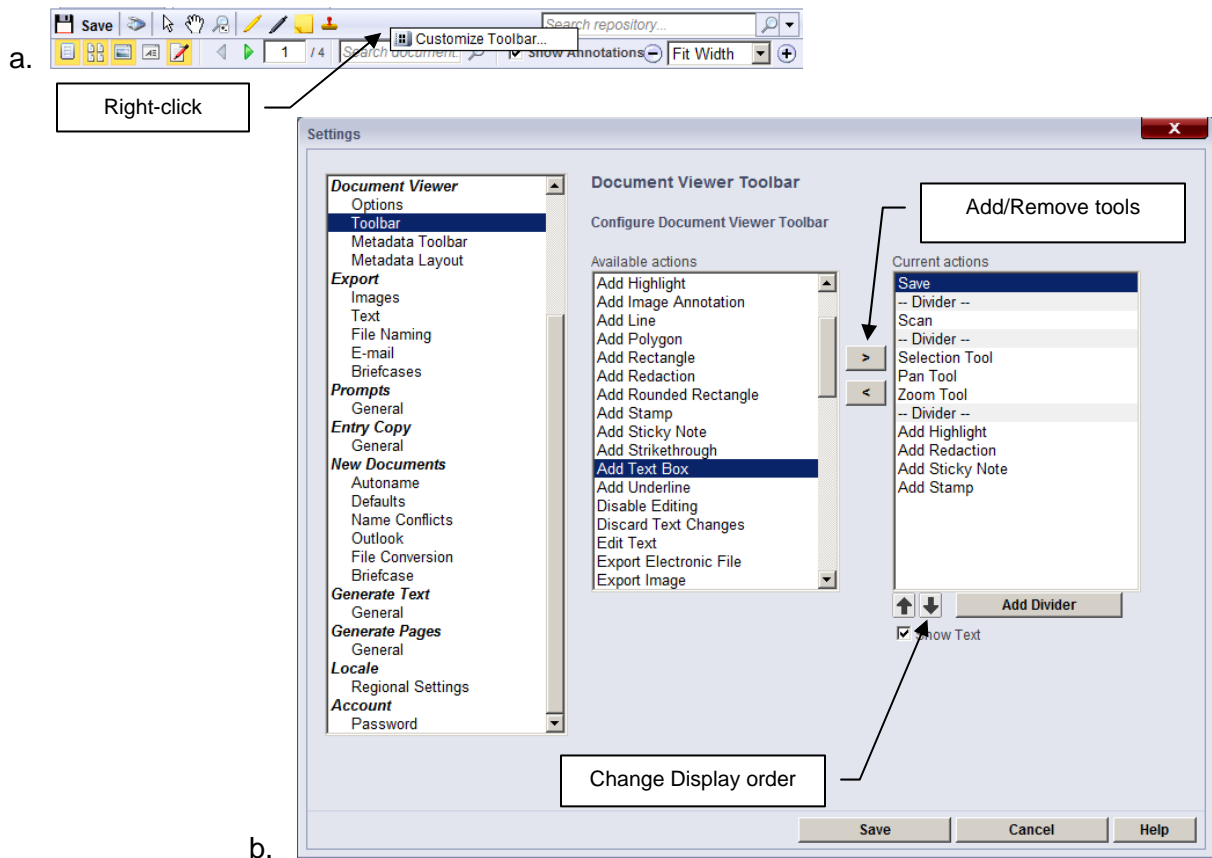 Save
Search repository...
Customize Toolbar...
a.
1 / 4 Search document. Show Annotations Fit Width
Right-click
Settings
X
Document Viewer
Options
Toolbar
Metadata Toolbar
Metadata Layout
Export
Images
Text
File Naming
E-mail
Briefcases
Prompts
General
Entry Copy
General
New Documents
Autoname
Defaults
Name Conflicts
Outlook
File Conversion
Briefcase
Generate Text
General
Generate Pages
General
Locale
Regional Settings
Account
Password
Document Viewer Toolbar
Configure Document Viewer Toolbar
Add/Remove tools
Available actions
Add Highlight
Add Image Annotation
Add Line
Add Polygon
Add Rectangle
Add Redaction
Add Rounded Rectangle
Add Stamp
Add Sticky Note
Add Strikethrough
Add Text Box
Add Underline
Disable Editing
Discard Text Changes
Edit Text
Export Electronic File
Export Image
>
<
Current actions
Save
-- Divider --
Scan
-- Divider --
Selection Tool
Pan Tool
Zoom Tool
-- Divider --
Add Highlight
Add Redaction
Add Sticky Note
Add Stamp
Add Divider
Show Text
Change Display order
Save Cancel Help
b.